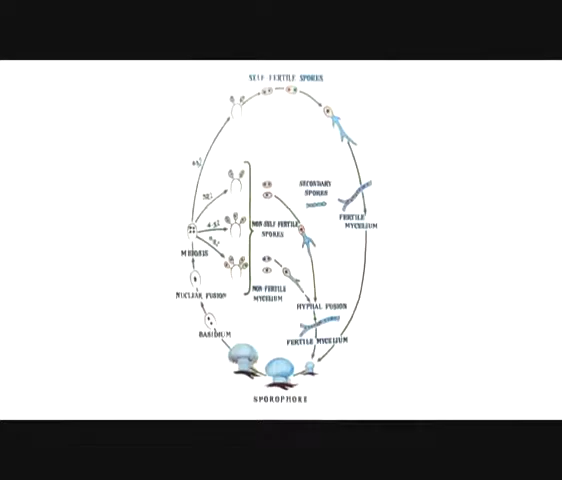 SELF FERTILE SPORES
SECONDARY
SPORES
NON-SELF FERTILE
SPORES
FERTILE
MYCELIUM
MEIOSIS
NUCLEAR FUSION
NON-FERTILE
MYCELIUM
HYPHAL FUSION
BASIDIUM
FERTILE MYCELIUM
SPOROPHORE